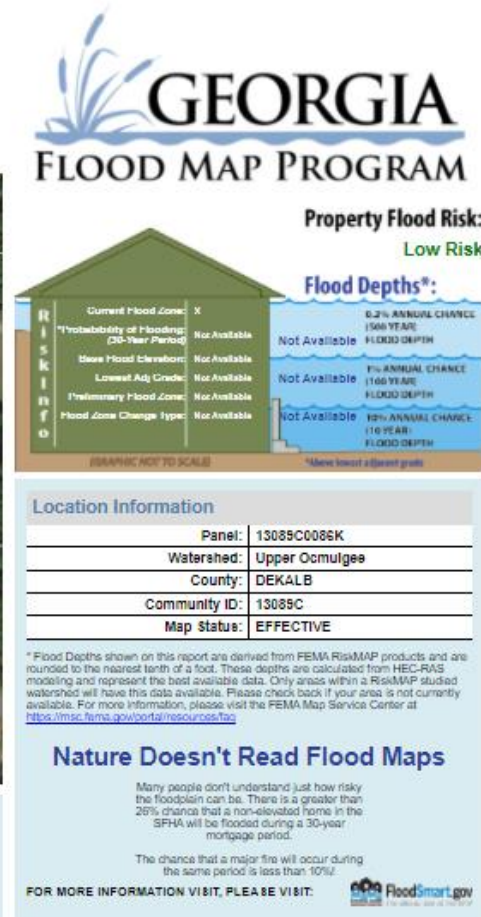 GEORGIA
FLOOD MAP PROGRAM
Property Flood Risk:
Low Risk
Flood Depths*:
Risk Info
Current Flood Zone: X
*Probability of Flooding: (30-Year Period) Not Available
Base Flood Elevation: Not Available
Lowest Adj Grade: Not Available
Preliminary Flood Zone: Not Available
Flood Zone Change Type: Not Available
(GRAPHIC NOT TO SCALE)
Not Available 0.2% ANNUAL CHANCE (500 YEAR) FLOOD DEPTH
Not Available 1% ANNUAL CHANCE (100 YEAR) FLOOD DEPTH
Not Available 10% ANNUAL CHANCE (10 YEAR) FLOOD DEPTH
*Above lowest adjacent grade
Location Information
Panel: 13089C0086K
Watershed: Upper Ocmulgee
County: DEKALB
Community ID: 13089C
Map Status: EFFECTIVE
* Flood Depths shown on this report are derived from FEMA RiskMAP products and are
rounded to the nearest tenth of a foot. These depths are calculated from HEC-RAS
modeling and represent the best available data. Only areas within a RiskMAP studied
watershed will have this data available. Please check back if your area is not currently
available. For more information, please visit the FEMA Map Service Center at
https://msc.fema.gov/portal/resources/faq
Nature Doesn't Read Flood Maps
Many people don't understand just how risky
the floodplain can be. There is a greater than
26% chance that a non-elevated home in the
SFHA will be flooded during a 30-year
mortgage period.
The chance that a major fire will occur during
the same period is less than 10%!
FOR MORE INFORMATION VISIT, PLEASE VISIT:
FloodSmart.gov